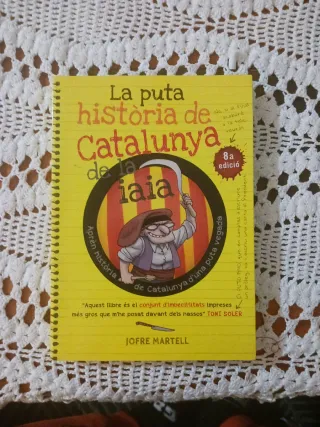 La puta
història de
Catalunya
de la
iaia
8a
edició
Aprèn història
de Catalunya d'una puta vegada
"Aquest llibre és el conjunt d'imbecil·litats impreses
més gros que m'he posat davant dels nassos" TONI SOLER
JOFRE MARTELL